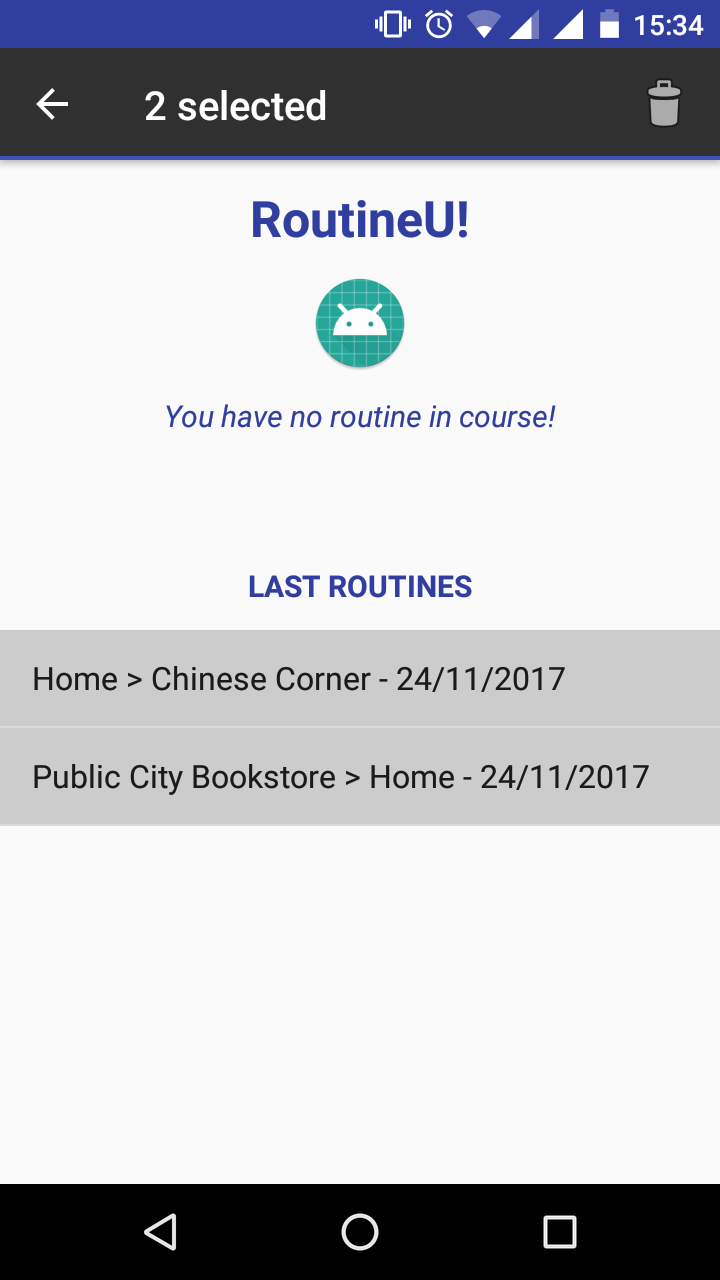 15:34
2 selected
RoutineU!
You have no routine in course!
LAST ROUTINES
Home > Chinese Corner - 24/11/2017
Public City Bookstore > Home - 24/11/2017